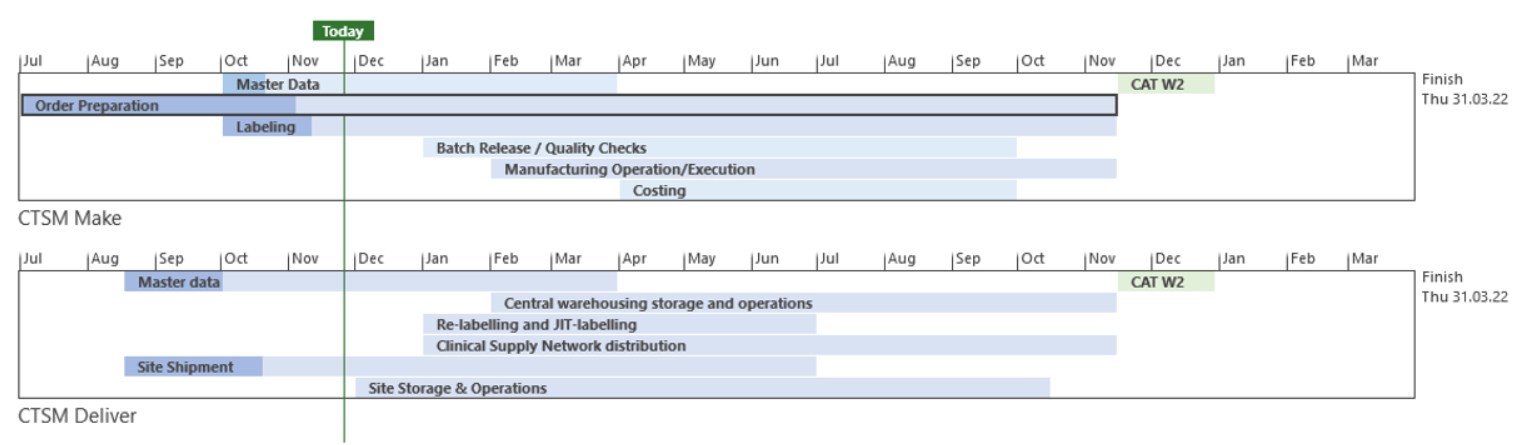 Today
Jul Aug Sep Oct Nov Dec Jan Feb Mar Apr May Jun Jul Aug Sep Oct Nov Dec Jan Feb Mar
Master Data CAT W2 Finish
Order Preparation Thu 31.03.22
Labeling
Batch Release / Quality Checks
Manufacturing Operation/Execution
Costing
CTSM Make
Jul Aug Sep Oct Nov Dec Jan Feb Mar Apr May Jun Jul Aug Sep Oct Nov Dec Jan Feb Mar
Master data CAT W2 Finish
Central warehousing storage and operations Thu 31.03.22
Re-labelling and JIT-labelling
Clinical Supply Network distribution
Site Shipment
Site Storage & Operations
CTSM Deliver